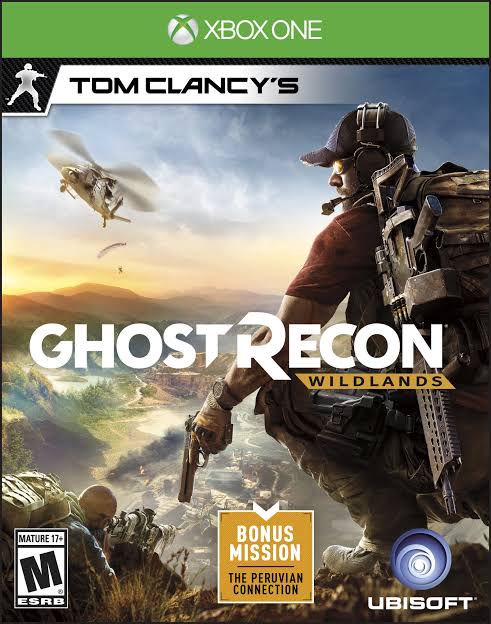 XBOX ONE
TOM CLANCY'S
GHOST RECON
WILDLANDS
BONUS
MISSION
THE PERUVIAN
CONNECTION
MATURE 17+
M
ESRB
UBISOFT